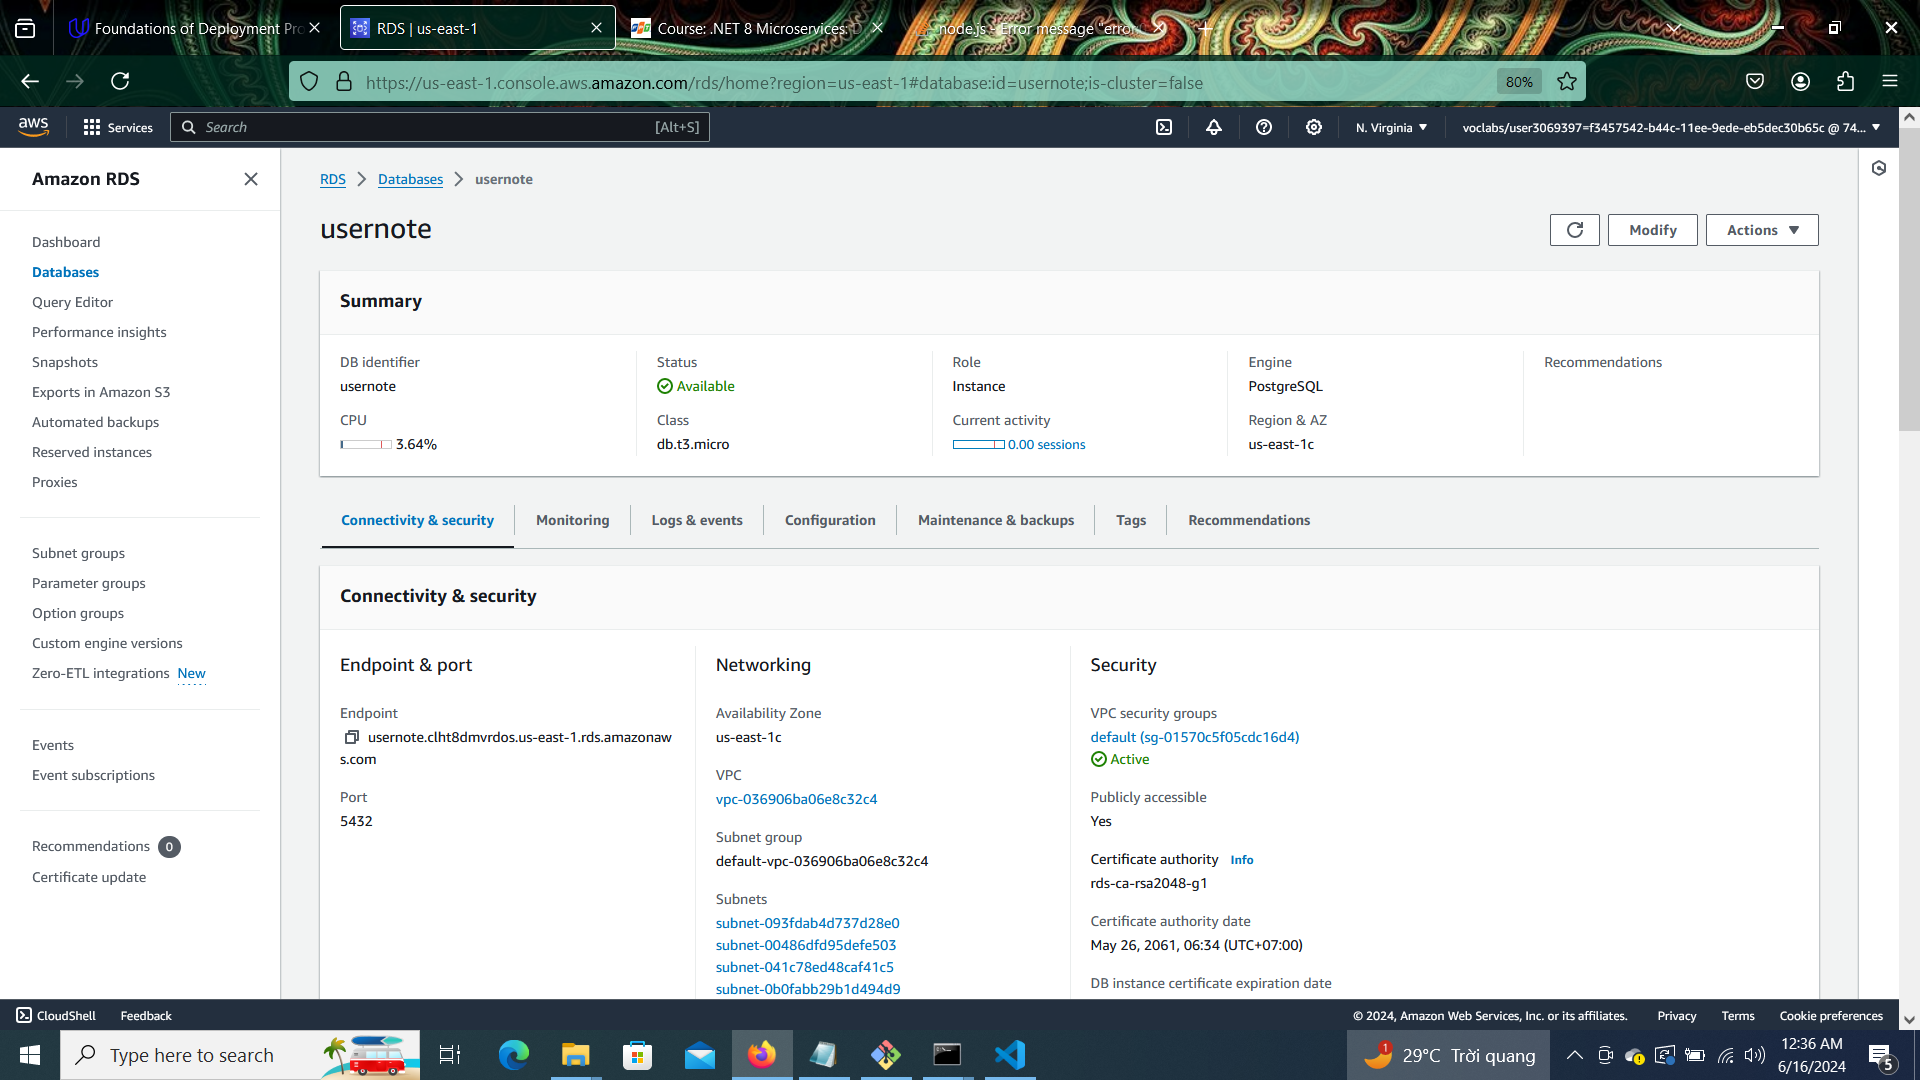 Foundations of Deployment Pro
RDS | us-east-1
Course: .NET 8 Microservices: D
node.js - Error message "error:
https://us-east-1.console.aws.amazon.com/rds/home?region=us-east-1#database:id=usernote;is-cluster=false
80%
aws
Services
Search
[Alt+S]
N. Virginia
voclabs/user3069397=f3457542-b44c-11ee-9ede-eb5dec30b65c @ 74...
Amazon RDS
Dashboard
Databases
Query Editor
Performance insights
Snapshots
Exports in Amazon S3
Automated backups
Reserved instances
Proxies
Subnet groups
Parameter groups
Option groups
Custom engine versions
Zero-ETL integrations New
Events
Event subscriptions
Recommendations 0
Certificate update
RDS
Databases
usernote
usernote
Modify
Actions
Summary
DB identifier
usernote
Status
Available
Role
Instance
Engine
PostgreSQL
Recommendations
CPU
3.64%
Class
db.t3.micro
Current activity
0.00 sessions
Region & AZ
us-east-1c
Connectivity & security
Monitoring
Logs & events
Configuration
Maintenance & backups
Tags
Recommendations
Connectivity & security
Endpoint & port
Endpoint
usernote.clht8dmvrdos.us-east-1.rds.amazonaw
s.com
Port
5432
Networking
Availability Zone
us-east-1c
VPC
vpc-036906ba06e8c32c4
Subnet group
default-vpc-036906ba06e8c32c4
Subnets
subnet-093fdab4d737d28e0
subnet-00486dfd95defe503
subnet-041c78ed48caf41c5
subnet-0b0fabb29b1d494d9
Security
VPC security groups
default (sg-01570c5f05cdc16d4)
Active
Publicly accessible
Yes
Certificate authority Info
rds-ca-rsa2048-g1
Certificate authority date
May 26, 2061, 06:34 (UTC+07:00)
DB instance certificate expiration date
CloudShell
Feedback
© 2024, Amazon Web Services, Inc. or its affiliates.
Privacy
Terms
Cookie preferences
Type here to search
1
29°C Trời quang
12:36 AM
6/16/2024
5